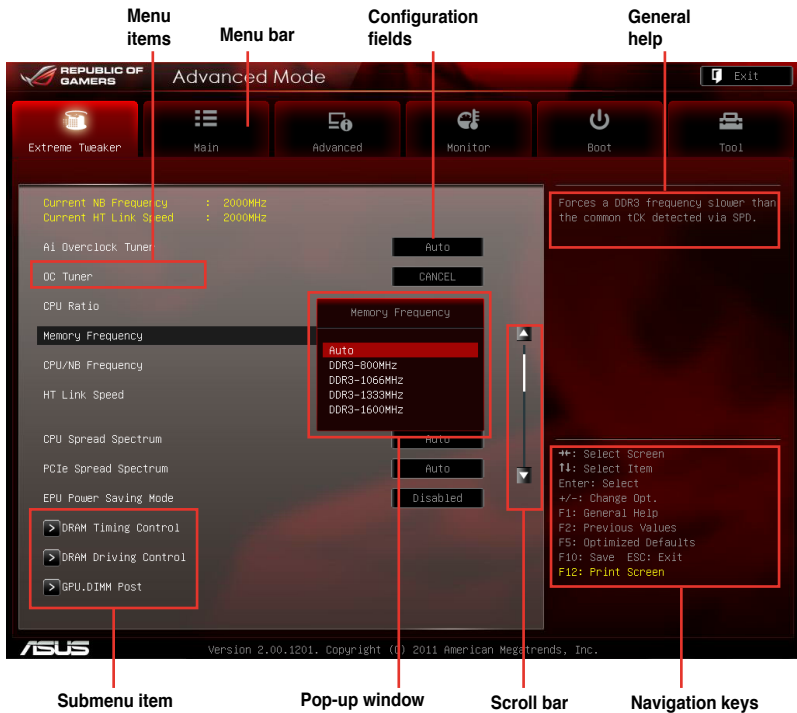 Menu items
Menu bar
Configuration fields
General help
REPUBLIC OF GAMERS
Advanced Mode
Exit
Extreme Tweaker
Main
Advanced
Monitor
Boot
Tool
Current NB Frequency : 2000MHz
Current HT Link Speed : 2000MHz
Ai Overclock Tuner
Auto
OC Tuner
CANCEL
CPU Ratio
Memory Frequency
CPU/NB Frequency
HT Link Speed
Memory Frequency
Auto
DDR3-800MHz
DDR3-1066MHz
DDR3-1333MHz
DDR3-1600MHz
CPU Spread Spectrum
Auto
PCIe Spread Spectrum
Auto
EPU Power Saving Mode
Disabled
> DRAM Timing Control
> DRAM Driving Control
> GPU.DIMM Post
Forces a DDR3 frequency slower than
the common tCK detected via SPD.
→←: Select Screen
↑↓: Select Item
Enter: Select
+/-: Change Opt.
F1: General Help
F2: Previous Values
F5: Optimized Defaults
F10: Save ESC: Exit
F12: Print Screen
ASUS
Version 2.00.1201. Copyright (C) 2011 American Megatrends, Inc.
Submenu item
Pop-up window
Scroll bar
Navigation keys